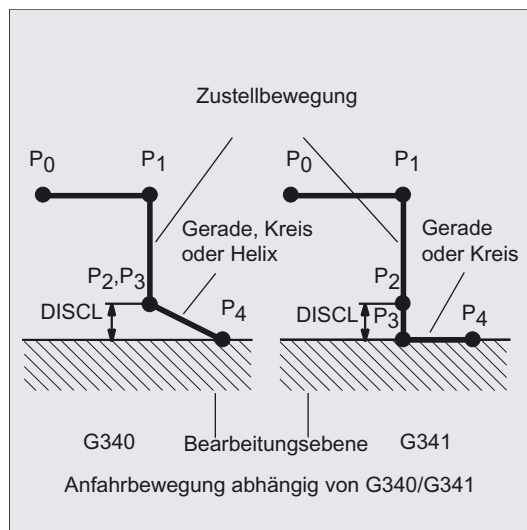 Zustellbewegung
P0 P1 P0 P1
Gerade, Kreis
oder Helix
Gerade
oder Kreis
P2,P3 P2
DISCL P4 DISCL P3 P4
G340 Bearbeitungsebene G341
Anfahrbewegung abhängig von G340/G341